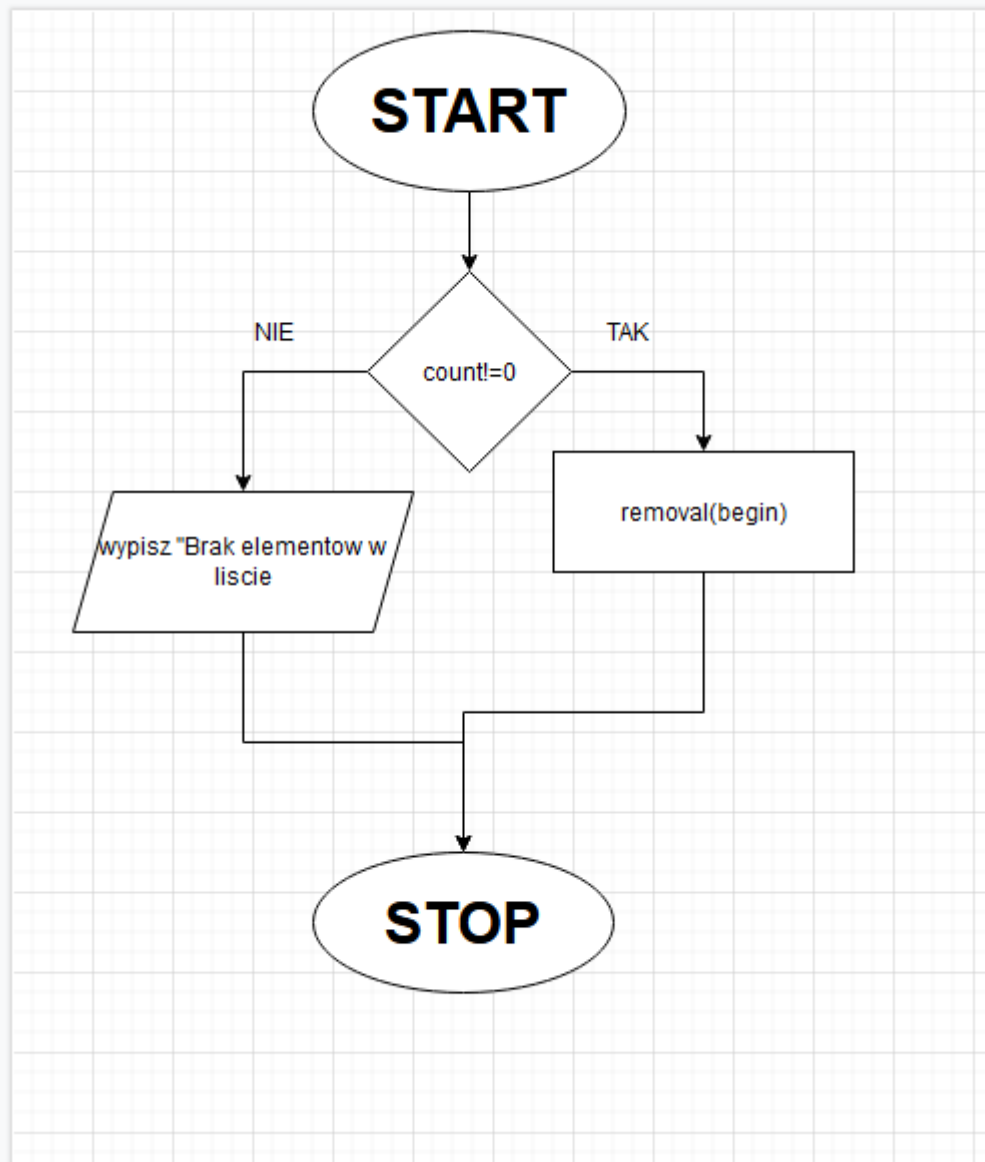 START
NIE
TAK
count!=0
removal(begin)
wypisz "Brak elementow w
liscie
STOP